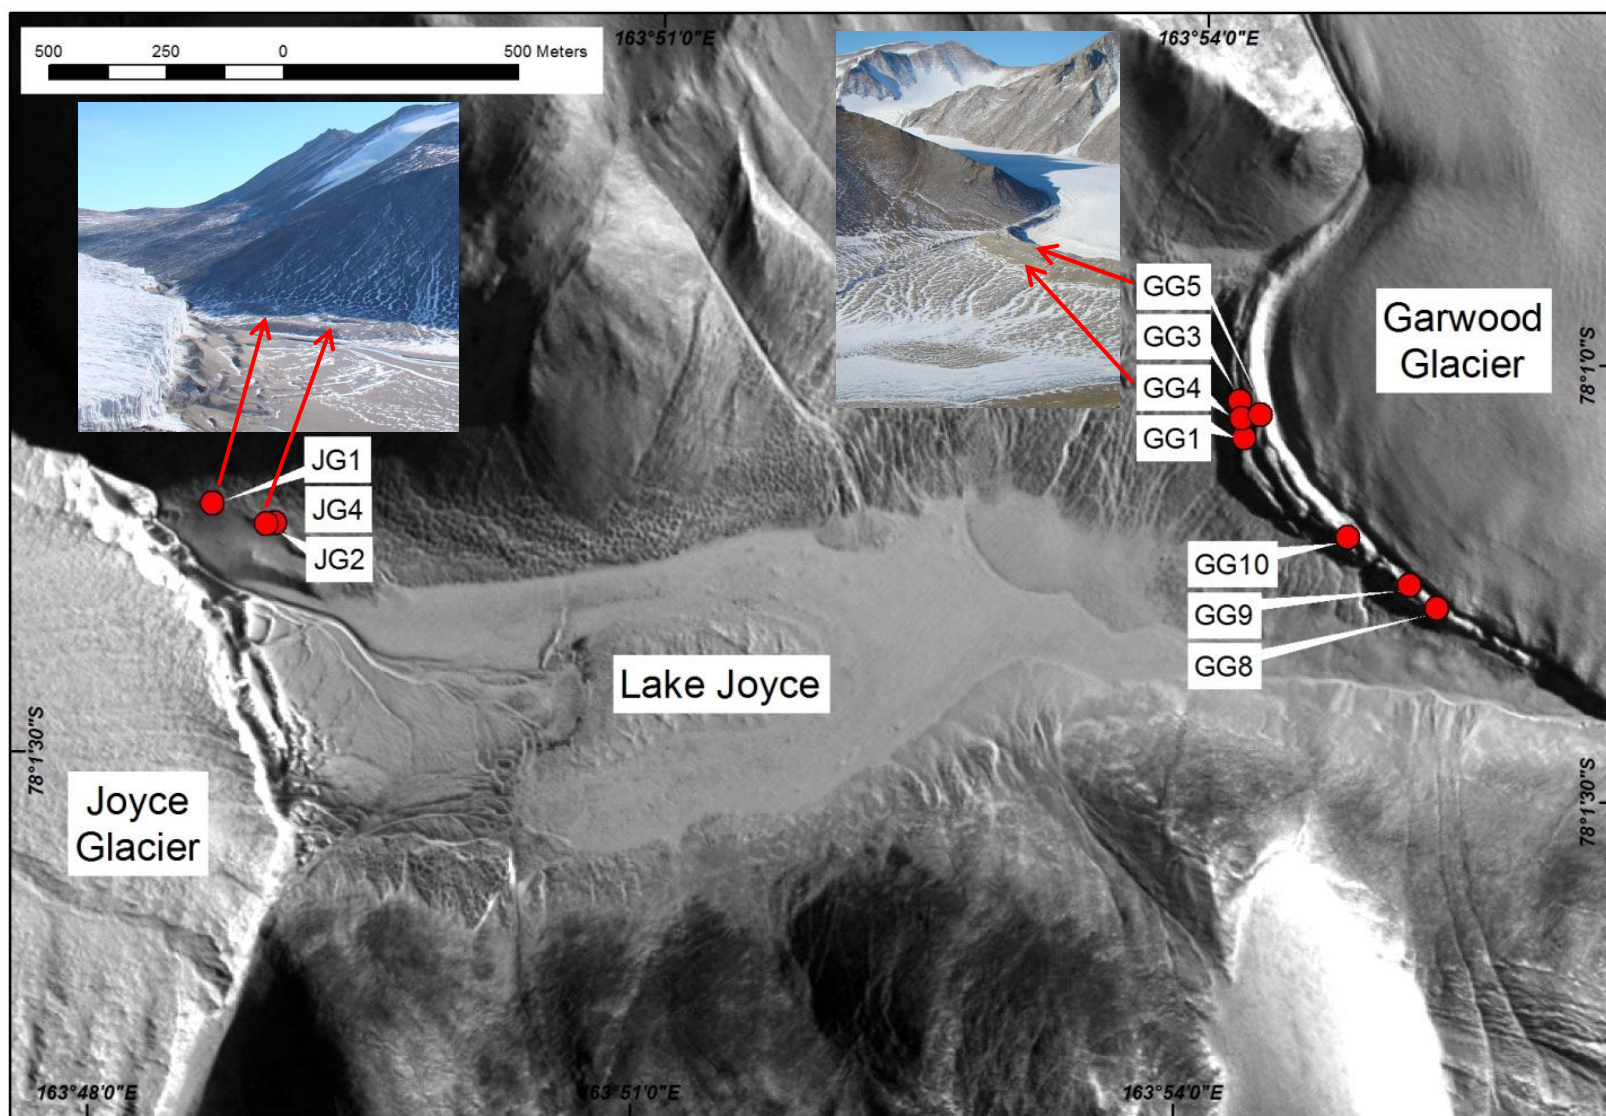 500 250 0 500 Meters
163°51'0"E
163°54'0"E
GG5
GG3
GG4
GG1
Garwood
Glacier
78°1'0"S
JG1
JG4
JG2
GG10
GG9
GG8
Lake Joyce
78°1'30"S
78°1'30"S
Joyce
Glacier
163°48'0"E
163°51'0"E
163°54'0"E